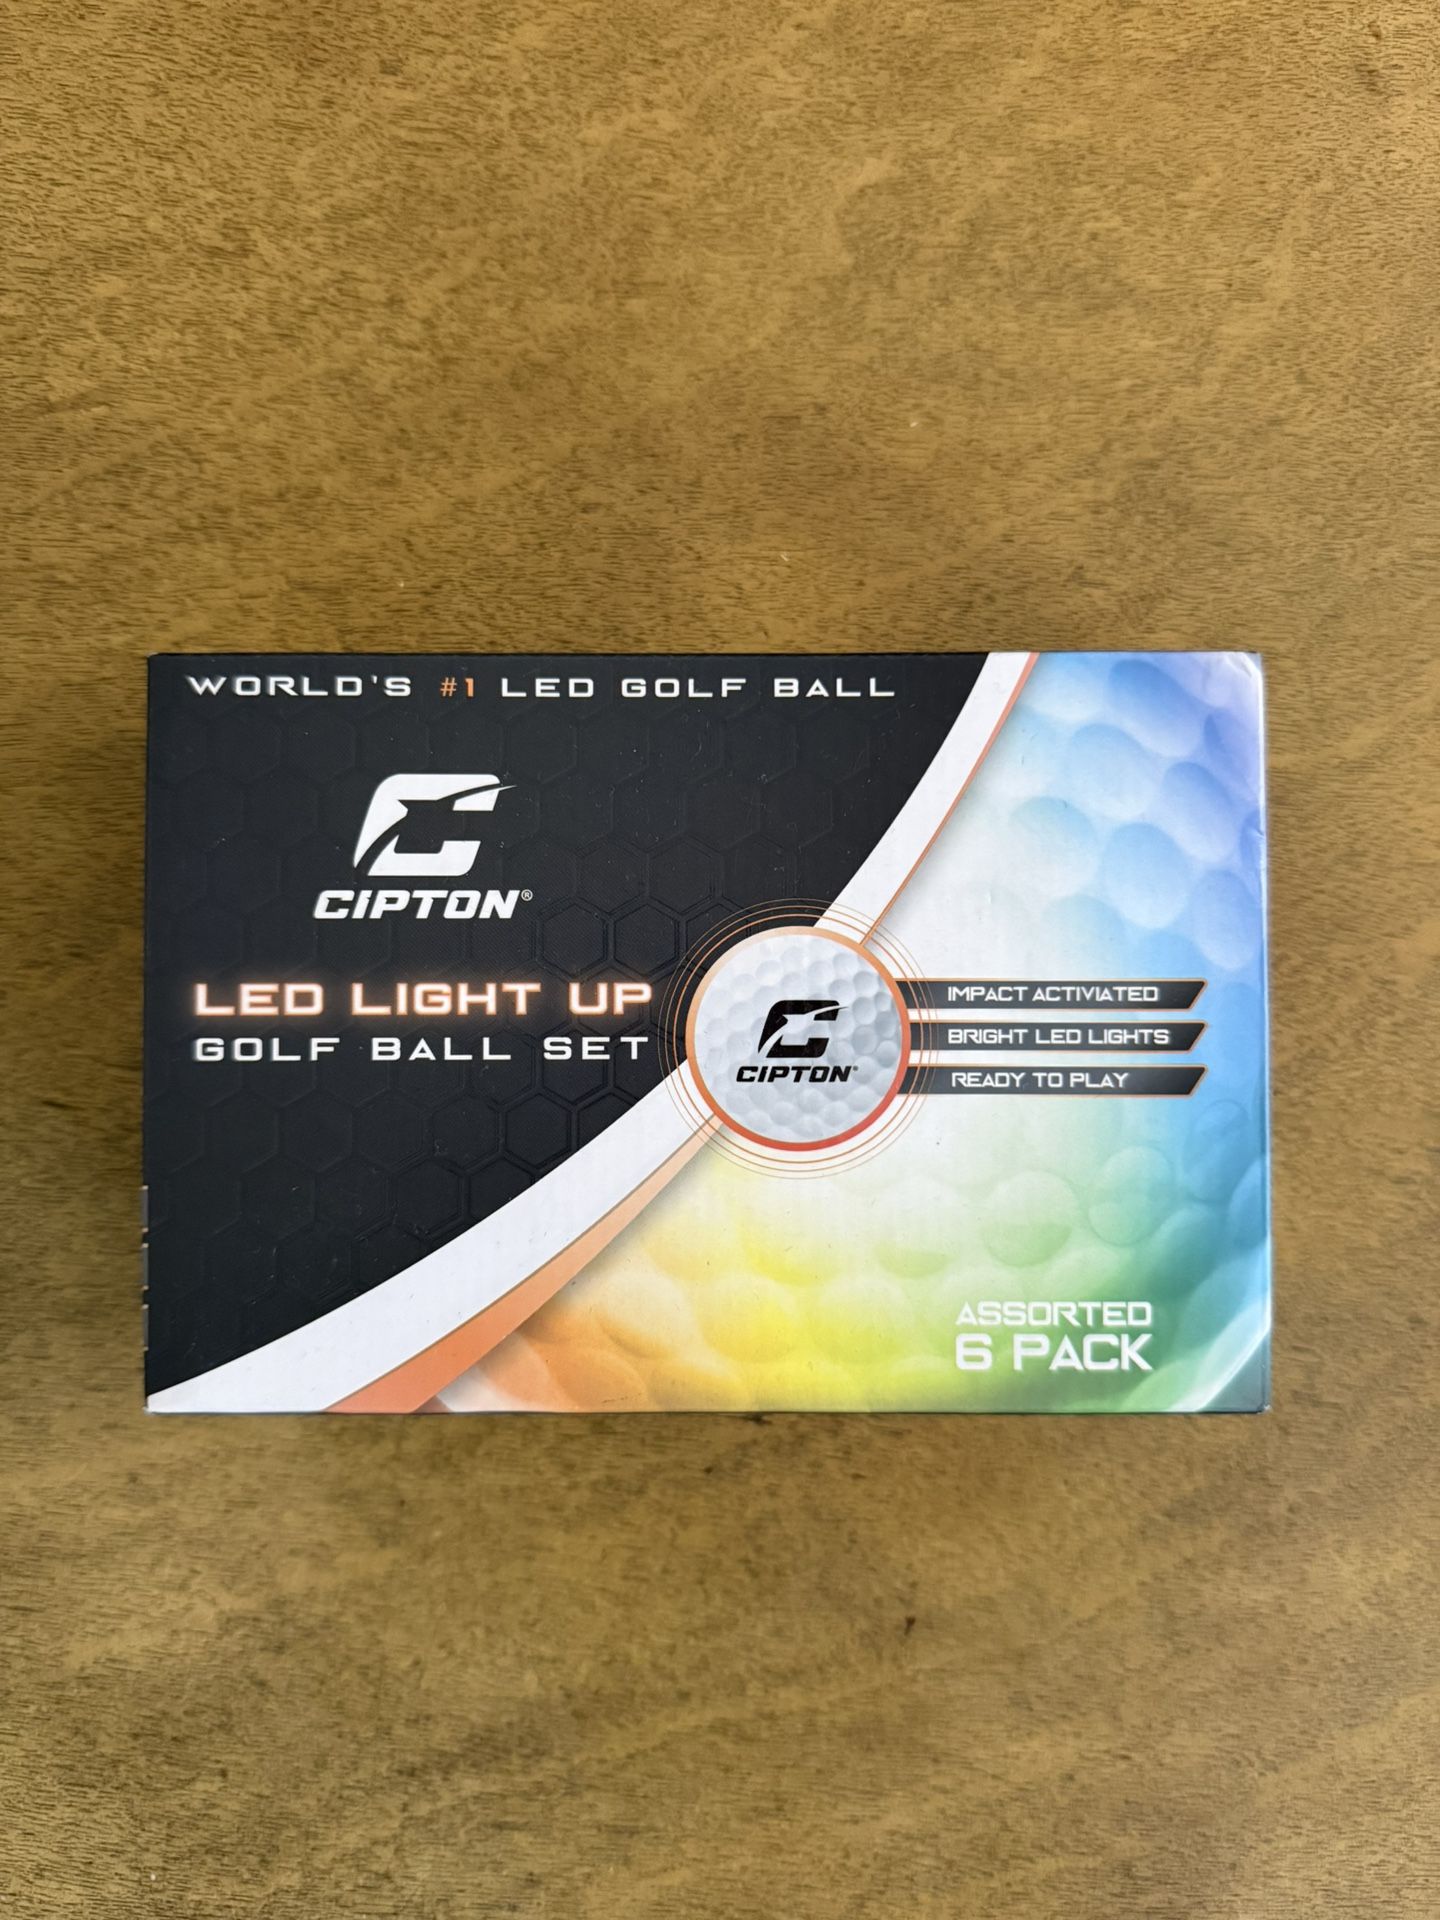 WORLD'S #1 LED GOLF BALL
CIPTON®
LED LIGHT UP
GOLF BALL SET
CIPTON®
IMPACT ACTIVIATED
BRIGHT LED LIGHTS
READY TO PLAY
ASSORTED
6 PACK